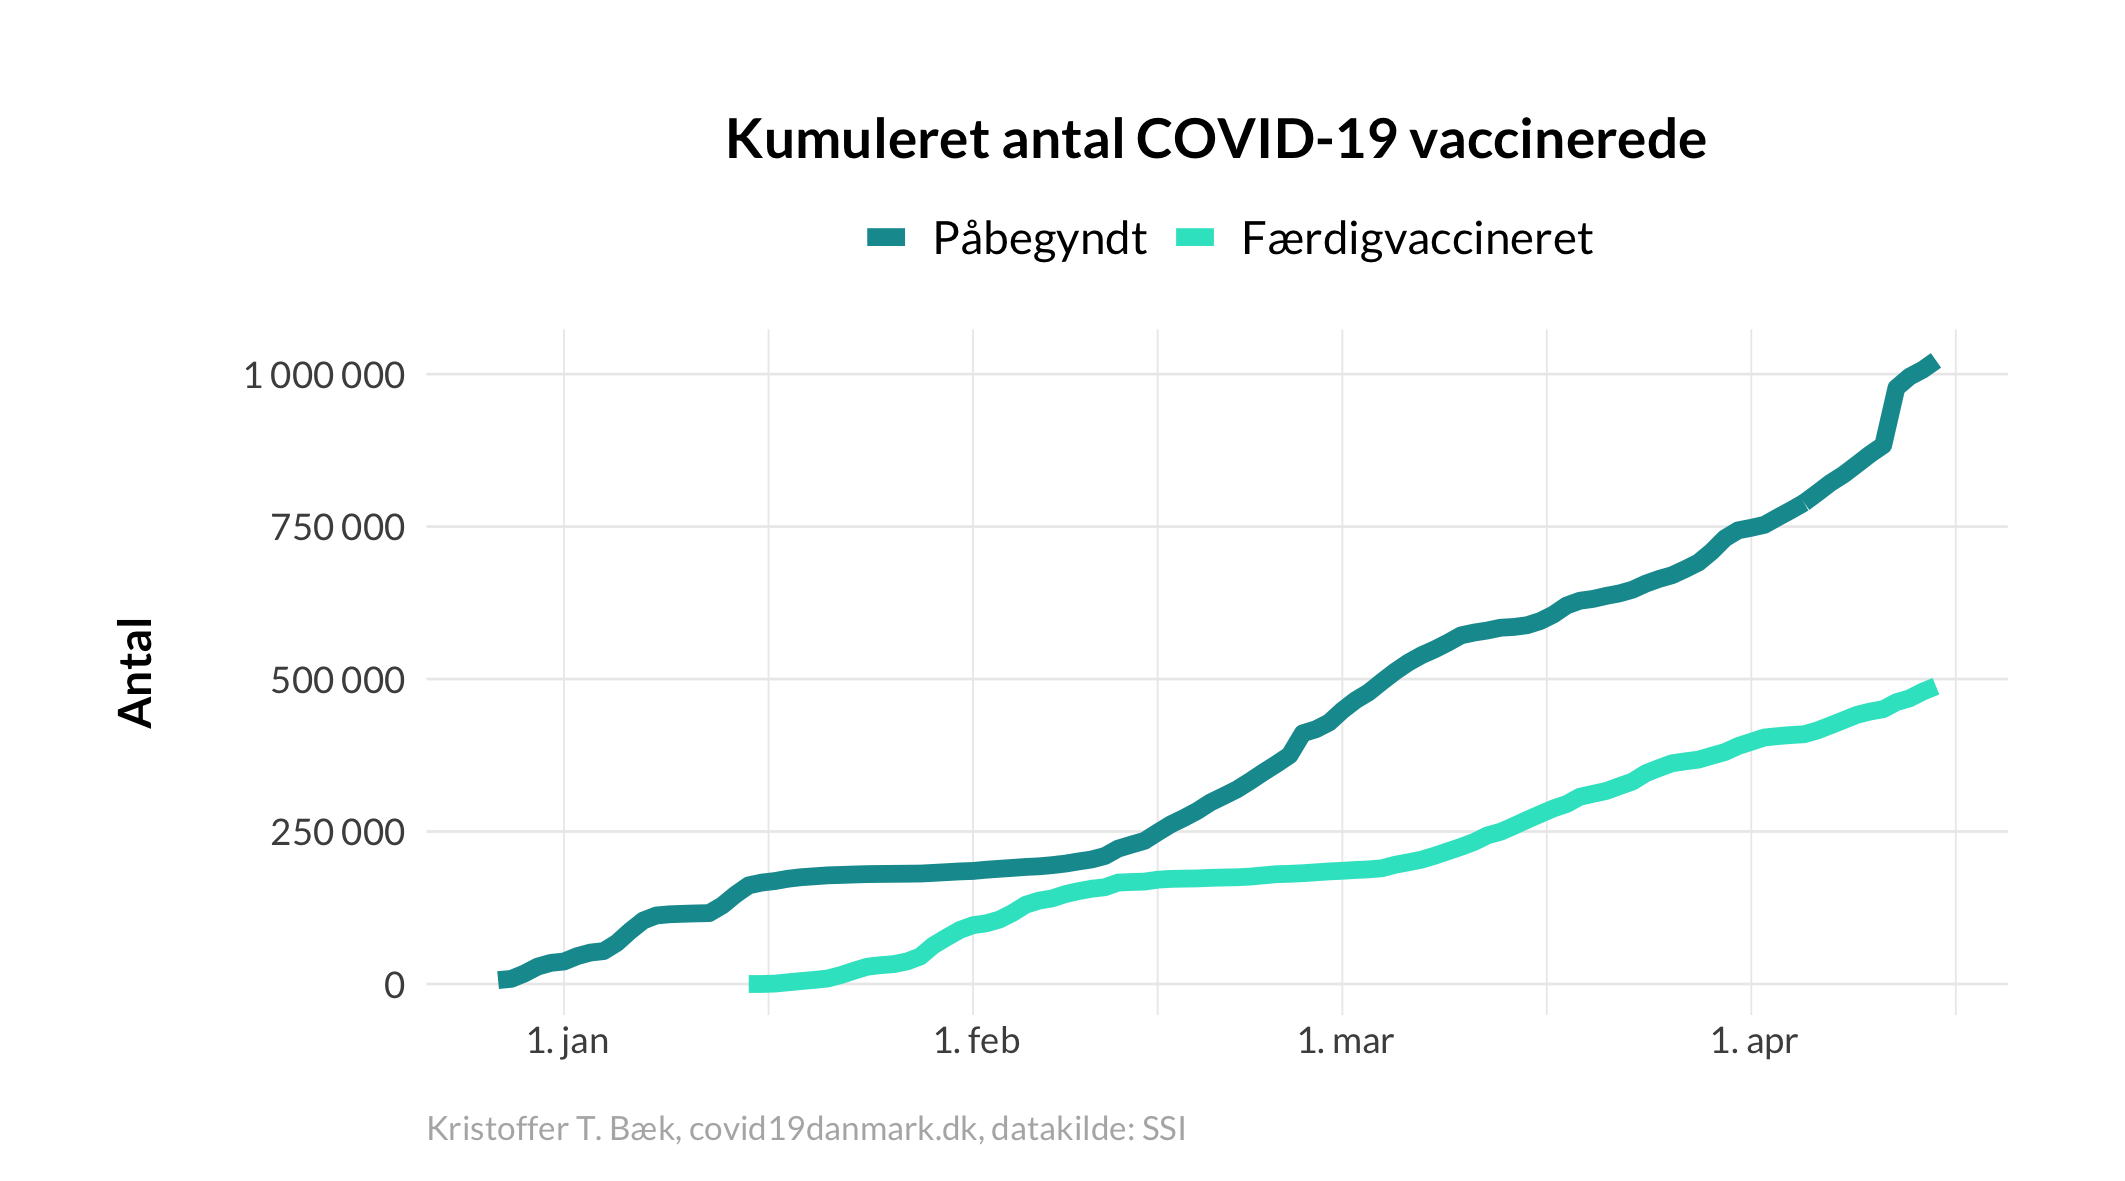 Kumuleret antal COVID-19 vaccinerede
Påbegyndt Færdigvaccineret
Antal
1 000 000
750 000
500 000
250 000
0
1. jan 1. feb 1. mar 1. apr
Kristoffer T. Bæk, covid19danmark.dk, datakilde: SSI